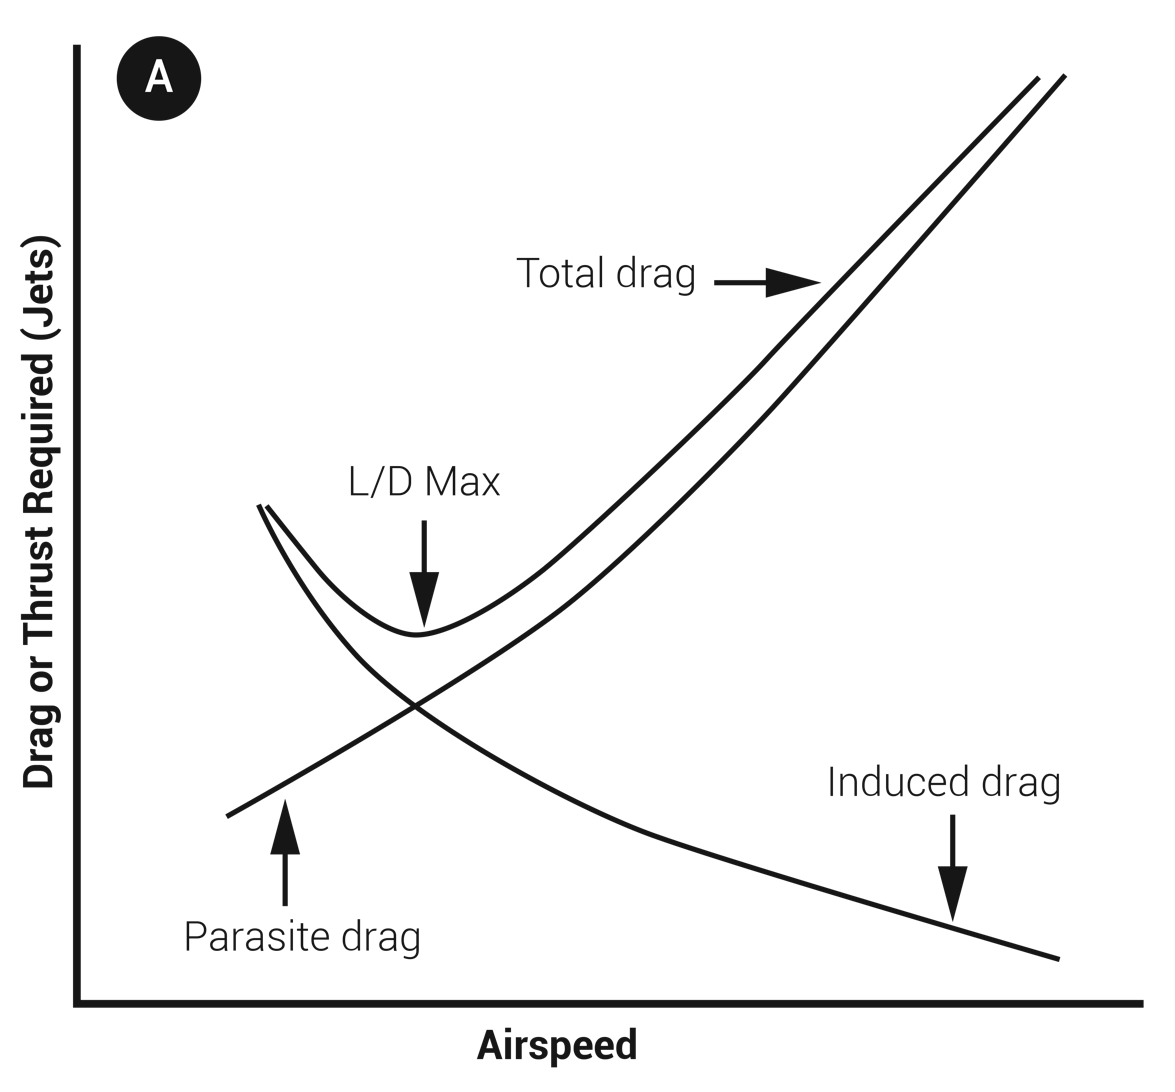 A
Drag or Thrust Required (Jets)
Total drag
L/D Max
Induced drag
Parasite drag
Airspeed